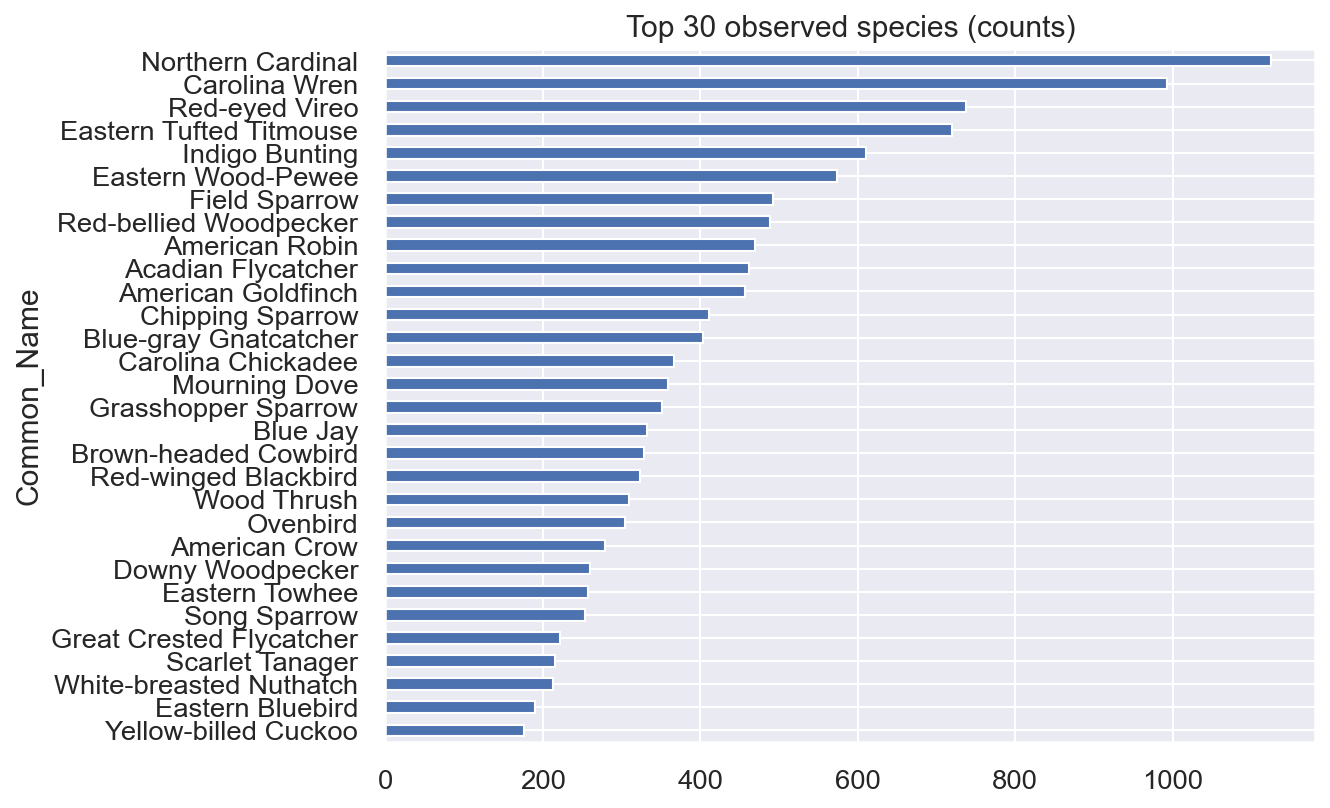 Top 30 observed species (counts)
Common_Name
Northern Cardinal
Carolina Wren
Red-eyed Vireo
Eastern Tufted Titmouse
Indigo Bunting
Eastern Wood-Pewee
Field Sparrow
Red-bellied Woodpecker
American Robin
Acadian Flycatcher
American Goldfinch
Chipping Sparrow
Blue-gray Gnatcatcher
Carolina Chickadee
Mourning Dove
Grasshopper Sparrow
Blue Jay
Brown-headed Cowbird
Red-winged Blackbird
Wood Thrush
Ovenbird
American Crow
Downy Woodpecker
Eastern Towhee
Song Sparrow
Great Crested Flycatcher
Scarlet Tanager
White-breasted Nuthatch
Eastern Bluebird
Yellow-billed Cuckoo
0 200 400 600 800 1000